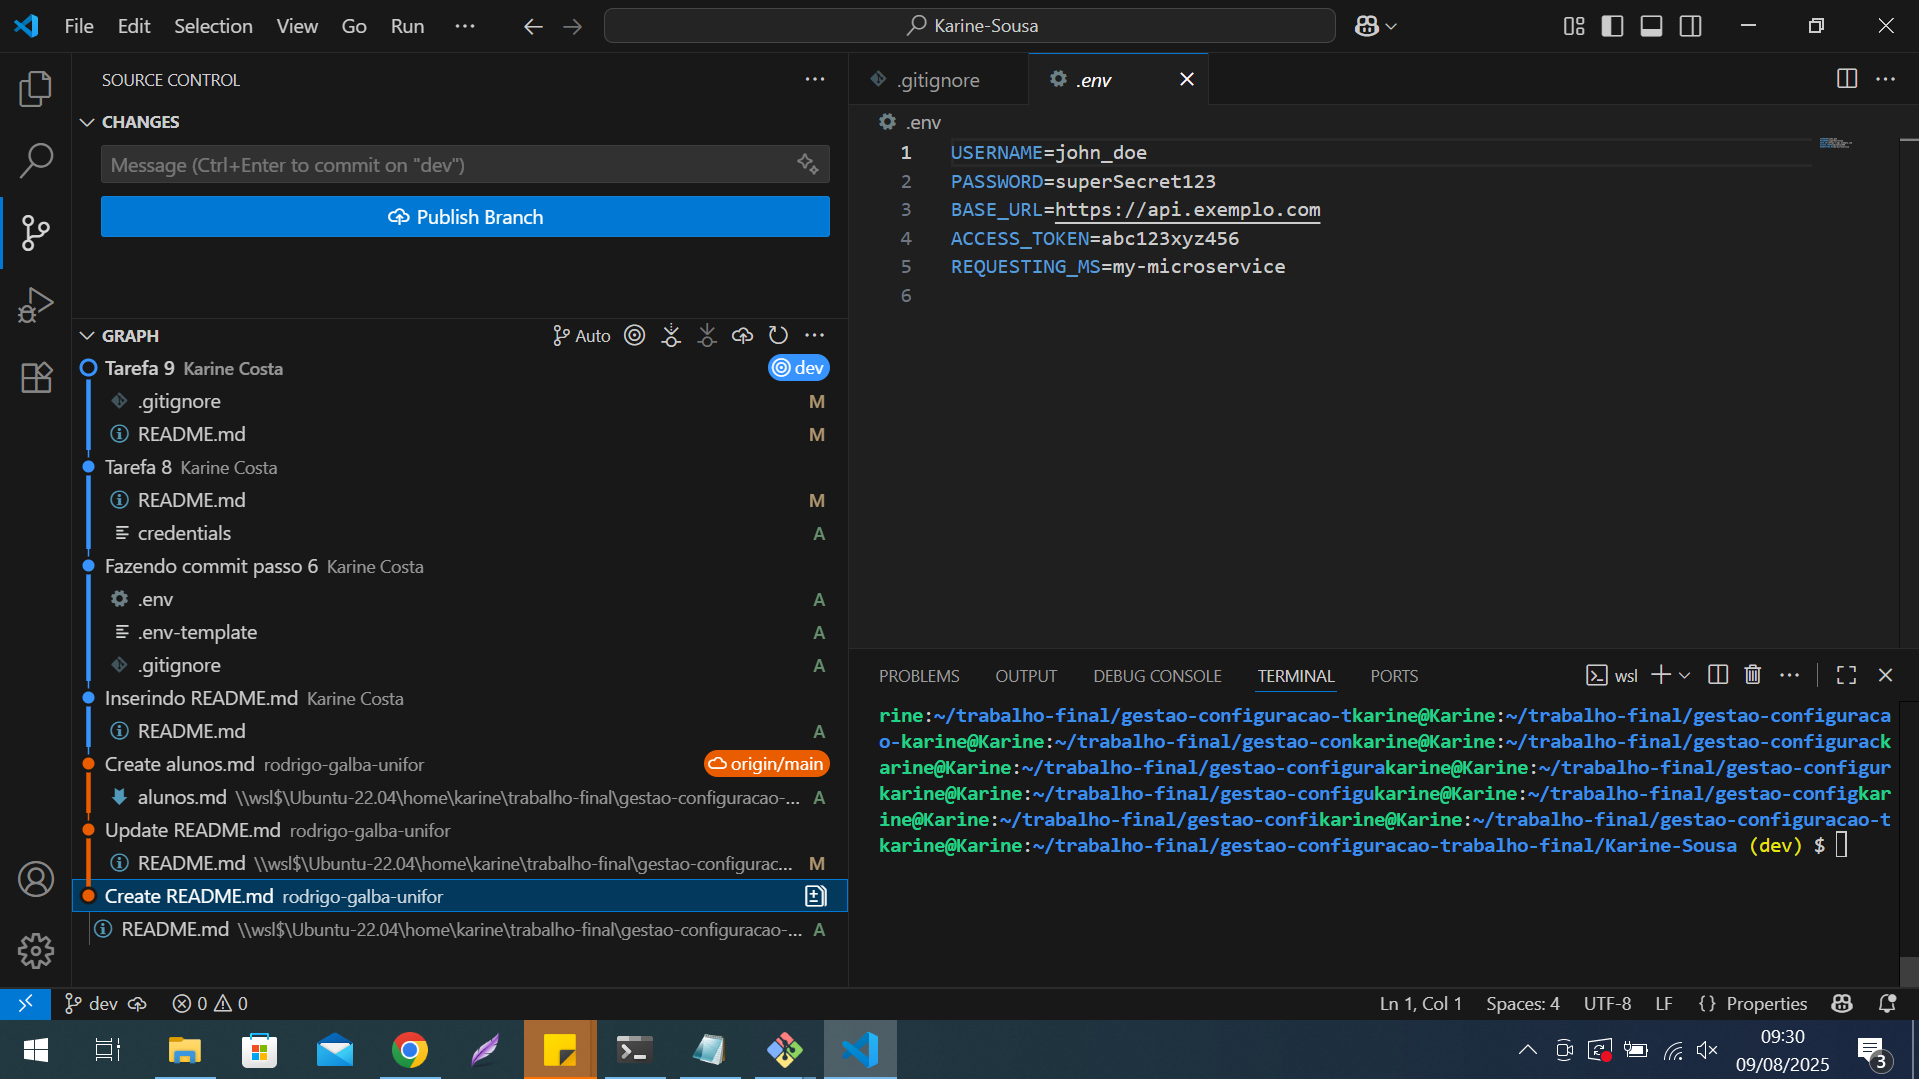 File Edit Selection View Go Run ···
Karine-Sousa
SOURCE CONTROL
CHANGES
Message (Ctrl+Enter to commit on "dev")
Publish Branch
GRAPH
Auto
Tarefa 9 Karine Costa
dev
.gitignore M
README.md M
Tarefa 8 Karine Costa
README.md M
credentials A
Fazendo commit passo 6 Karine Costa
.env A
.env-template A
.gitignore A
Inserindo README.md Karine Costa
README.md A
Create alunos.md rodrigo-galba-unifor
origin/main
alunos.md \\wsl$\Ubuntu-22.04\home\karine\trabalho-final\gestao-configuracao-... A
Update README.md rodrigo-galba-unifor
README.md \\wsl$\Ubuntu-22.04\home\karine\trabalho-final\gestao-configurac... M
Create README.md rodrigo-galba-unifor
README.md \\wsl$\Ubuntu-22.04\home\karine\trabalho-final\gestao-configuracao-... A
.gitignore
.env
.env
1 USERNAME=john_doe
2 PASSWORD=superSecret123
3 BASE_URL=https://api.exemplo.com
4 ACCESS_TOKEN=abc123xyz456
5 REQUESTING_MS=my-microservice
6
PROBLEMS OUTPUT DEBUG CONSOLE TERMINAL PORTS
wsl
rine:~/trabalho-final/gestao-configuracao-tkarine@Karine:~/trabalho-final/gestao-configuraca
o-karine@Karine:~/trabalho-final/gestao-conkarine@Karine:~/trabalho-final/gestao-configurack
arine@Karine:~/trabalho-final/gestao-configurakarine@Karine:~/trabalho-final/gestao-configur
karine@Karine:~/trabalho-final/gestao-configukarine@Karine:~/trabalho-final/gestao-configkar
ine@Karine:~/trabalho-final/gestao-confikarine@Karine:~/trabalho-final/gestao-configuracao-t
karine@Karine:~/trabalho-final/gestao-configuracao-trabalho-final/Karine-Sousa (dev) $
dev
0 0
Ln 1, Col 1 Spaces: 4 UTF-8 LF {} Properties
09:30
09/08/2025
3